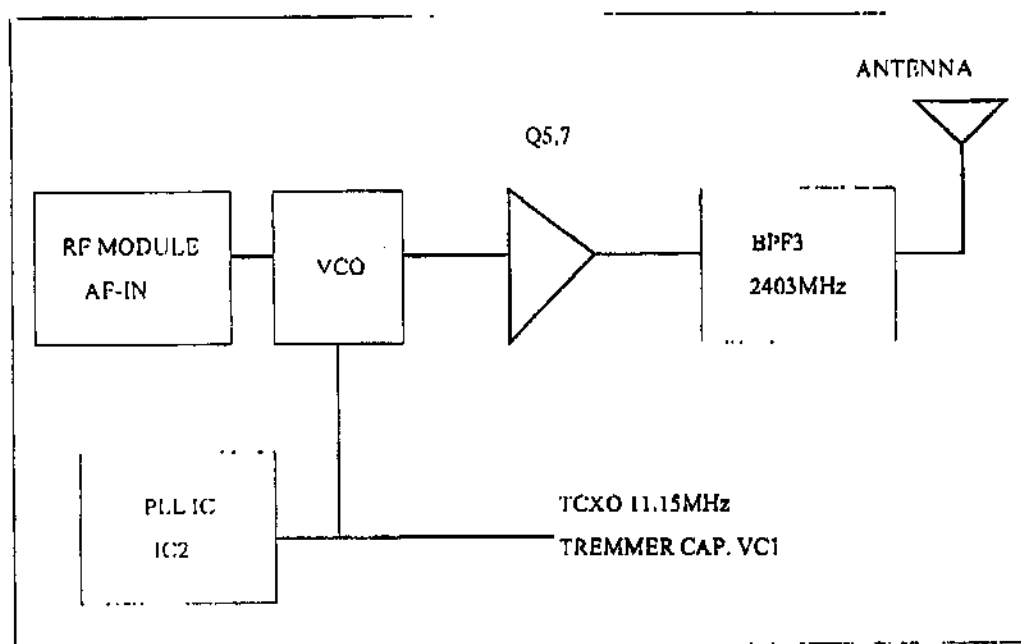 ANTENNA
Q5,7
RF MODULE
AF-IN
VCO
BPF3
2403MHz
PLL IC
IC2
TCXO 11.15MHz
TREMMER CAP. VC1